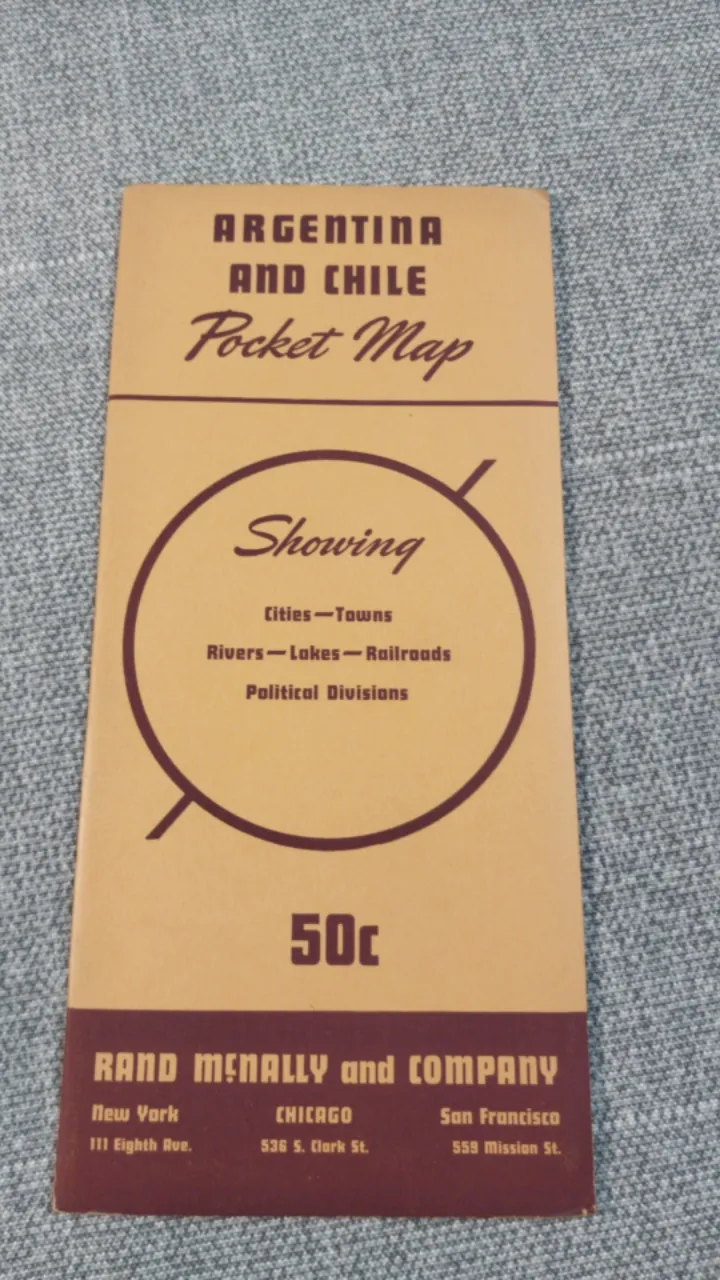 ARGENTINA
AND CHILE
Pocket Map
Showing
Cities—Towns
Rivers—Lakes—Railroads
Political Divisions
50c
RAND McNALLY and COMPANY
New York CHICAGO San Francisco
111 Eighth Ave. 536 S. Clark St. 559 Mission St.